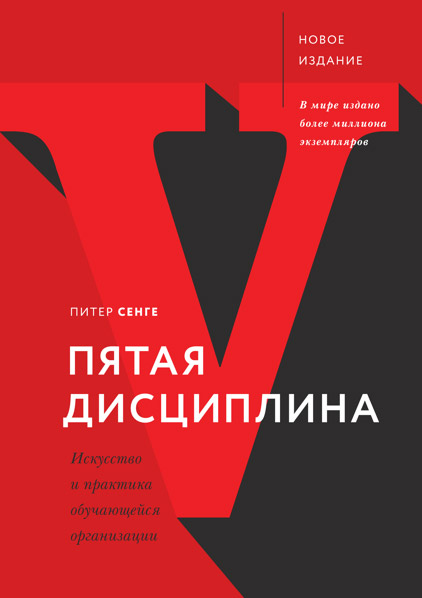 НОВОЕ
ИЗДАНИЕ
В мире издано
более миллиона
экземпляров
V
ПИТЕР СЕНГЕ
ПЯТАЯ
ДИСЦИПЛИНА
Искусство
и практика
обучающейся
организации